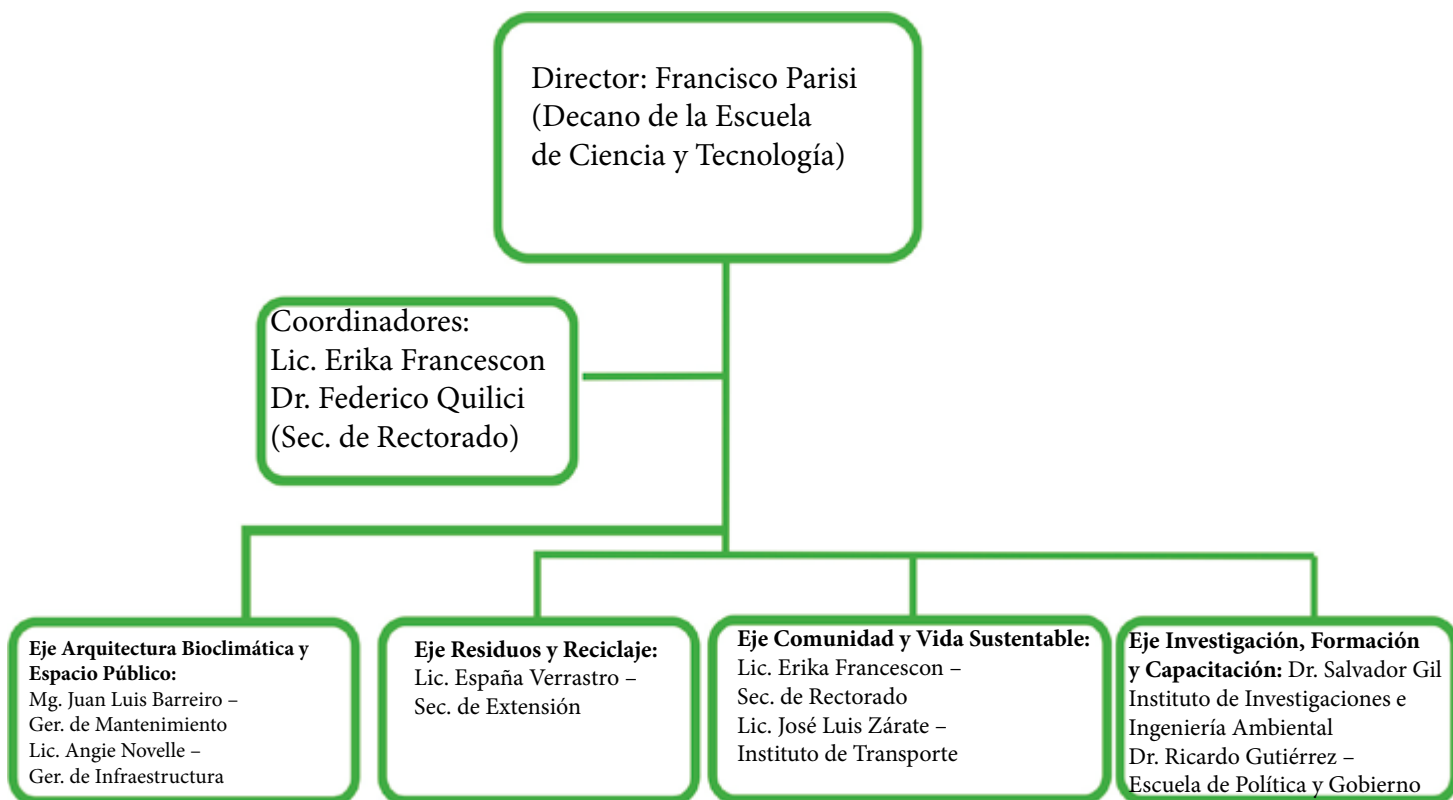 Director: Francisco Parisi
(Decano de la Escuela
de Ciencia y Tecnología)
Coordinadores:
Lic. Erika Francescon
Dr. Federico Quilici
(Sec. de Rectorado)
Eje Arquitectura Bioclimática y
Espacio Público:
Mg. Juan Luis Barreiro –
Ger. de Mantenimiento
Lic. Angie Novelle –
Ger. de Infraestructura
Eje Residuos y Reciclaje:
Lic. España Verrastro –
Sec. de Extensión
Eje Comunidad y Vida Sustentable:
Lic. Erika Francescon –
Sec. de Rectorado
Lic. José Luis Zárate –
Instituto de Transporte
Eje Investigación, Formación
y Capacitación: Dr. Salvador Gil
Instituto de Investigaciones e
Ingeniería Ambiental
Dr. Ricardo Gutiérrez –
Escuela de Política y Gobierno